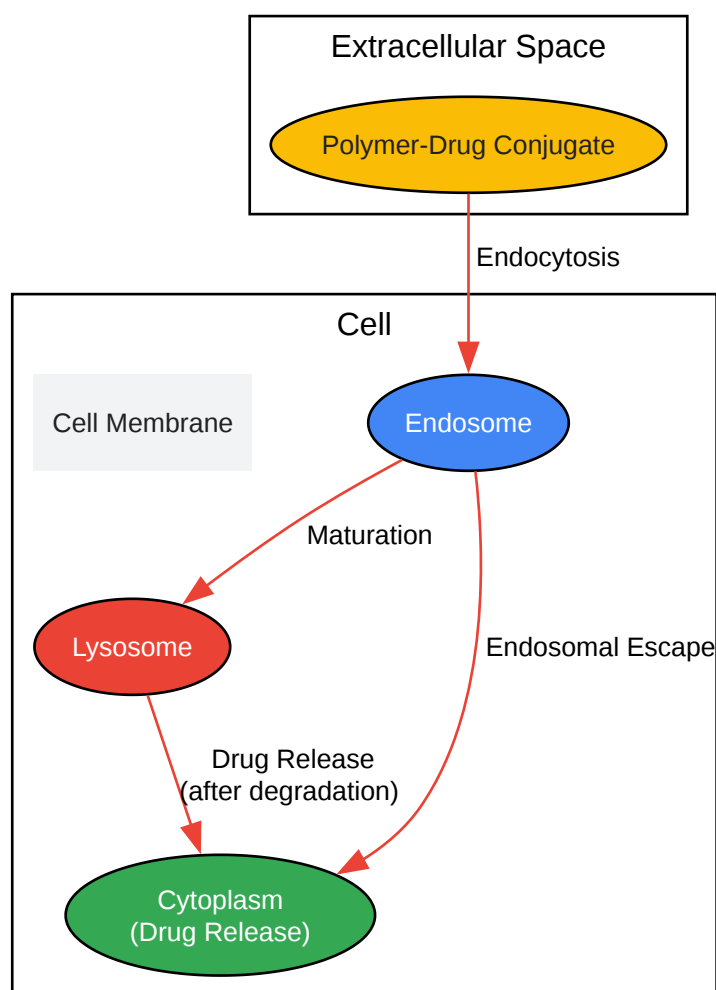 Extracellular Space
Polymer-Drug Conjugate
Endocytosis
Cell
Cell Membrane
Endosome
Maturation
Lysosome
Endosomal Escape
Drug Release
(after degradation)
Cytoplasm
(Drug Release)